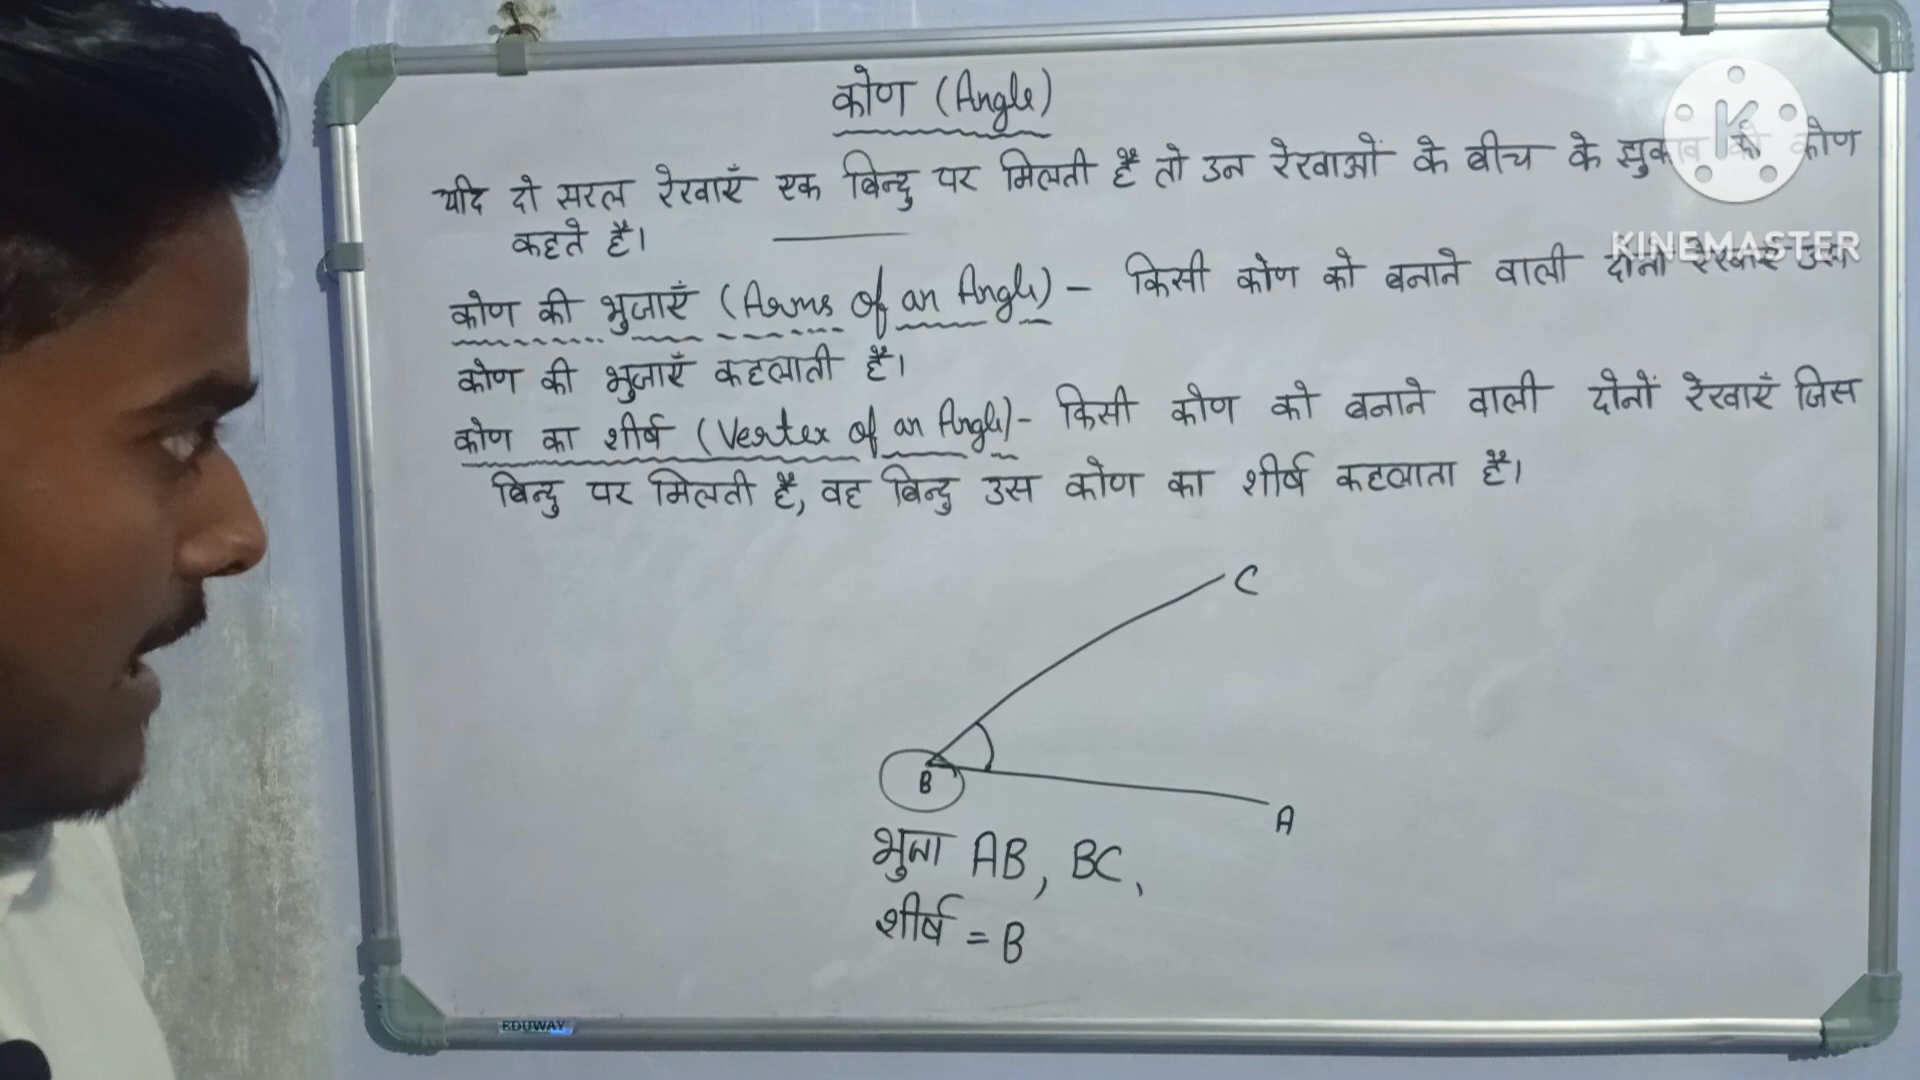 कोण (Angle)
यदि दो सरल रेखाएँ एक बिन्दु पर मिलती हैं तो उन रेखाओं के बीच के झुकाव को कोण
कहते हैं।
KINEMASTER
कोण की भुजाएँ (Arms of an Angle) - किसी कोण को बनाने वाली दोनों रेखाएँ उस
कोण की भुजाएँ कहलाती हैं।
कोण का शीर्ष (Vertex of an Angle) - किसी कोण को बनाने वाली दोनों रेखाएँ जिस
बिन्दु पर मिलती हैं, वह बिन्दु उस कोण का शीर्ष कहलाता है।
C
B
A
भुजा AB, BC,
शीर्ष = B
EDUWAY